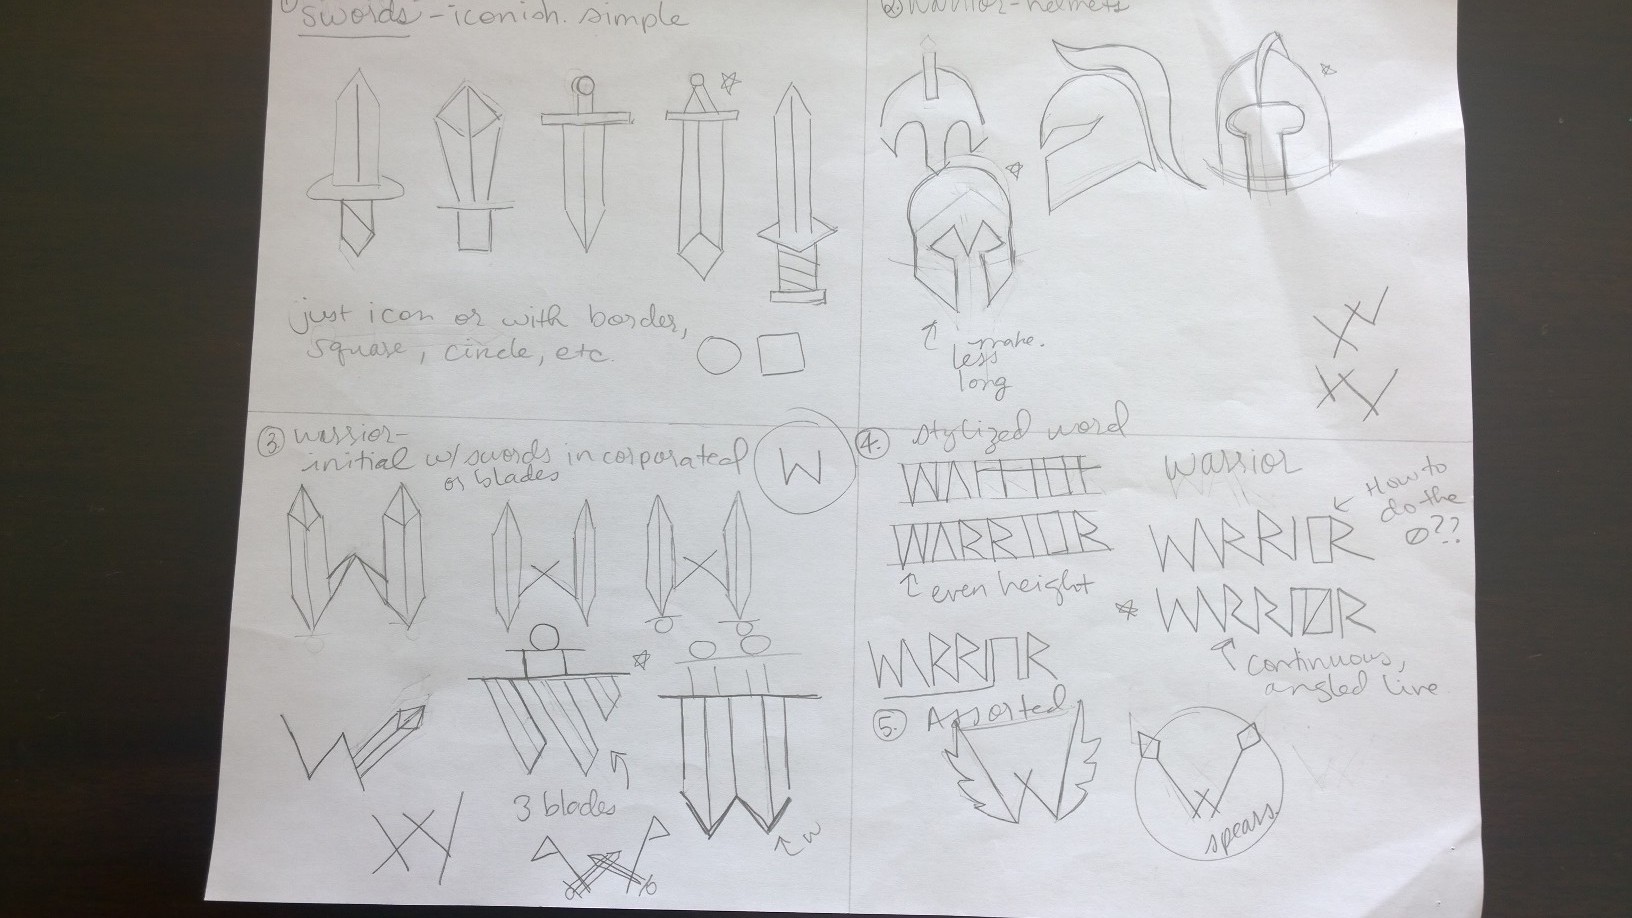 1) swords - iconish. simple
2) warrior-helmets
just icon or with border,
square, circle, etc.
make.
less
long
3 warrior-
initial w/ swords incorporated
or blades
W
3 blades
W
4. stylized word
WARRIOR
WARRIOR
even height
WARRIOR
warrior
How to
do the
O??
WARRIOR
WARRIOR
continuous,
angled line
5. Assorted
spears.